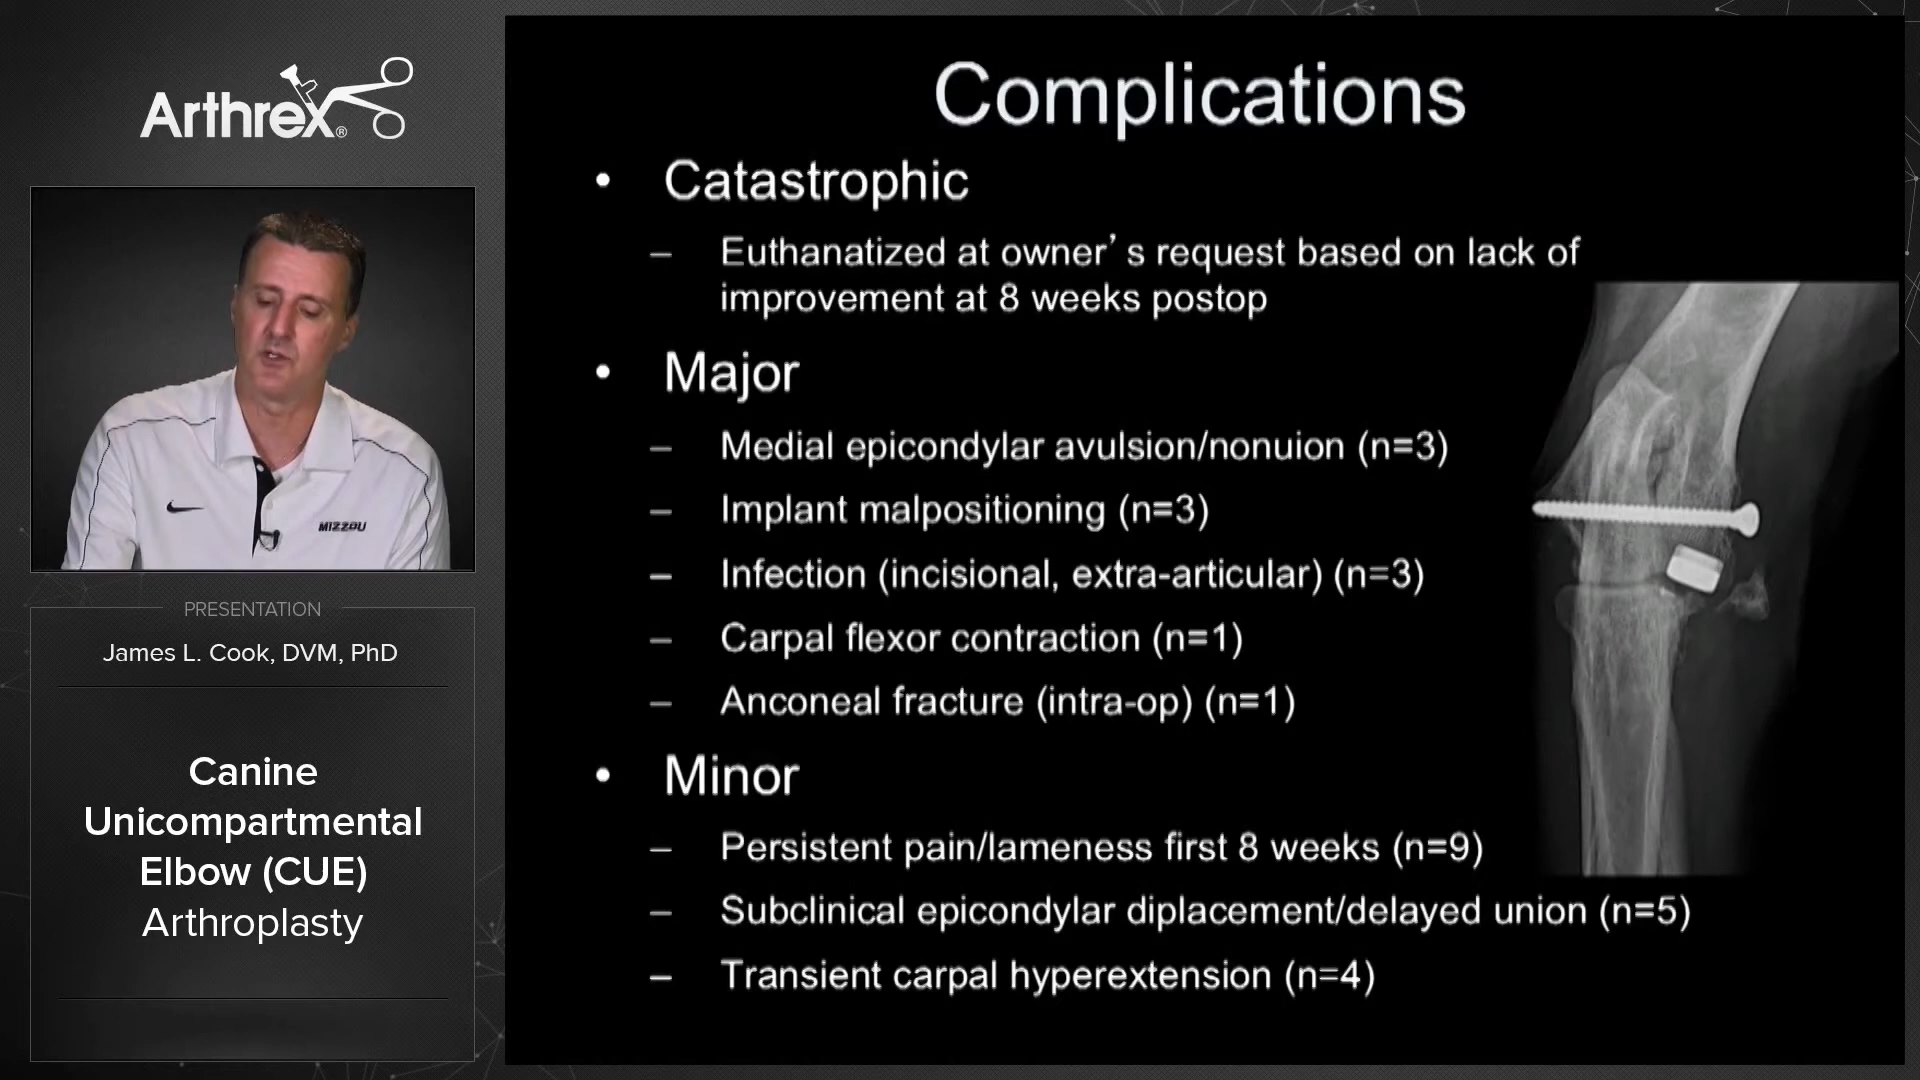 Arthrex®
MIZZOU
PRESENTATION
James L. Cook, DVM, PhD
Canine
Unicompartmental
Elbow (CUE)
Arthroplasty
Complications
• Catastrophic
– Euthanatized at owner’s request based on lack of
improvement at 8 weeks postop
• Major
– Medial epicondylar avulsion/nonuion (n=3)
– Implant malpositioning (n=3)
– Infection (incisional, extra-articular) (n=3)
– Carpal flexor contraction (n=1)
– Anconeal fracture (intra-op) (n=1)
• Minor
– Persistent pain/lameness first 8 weeks (n=9)
– Subclinical epicondylar diplacement/delayed union (n=5)
– Transient carpal hyperextension (n=4)